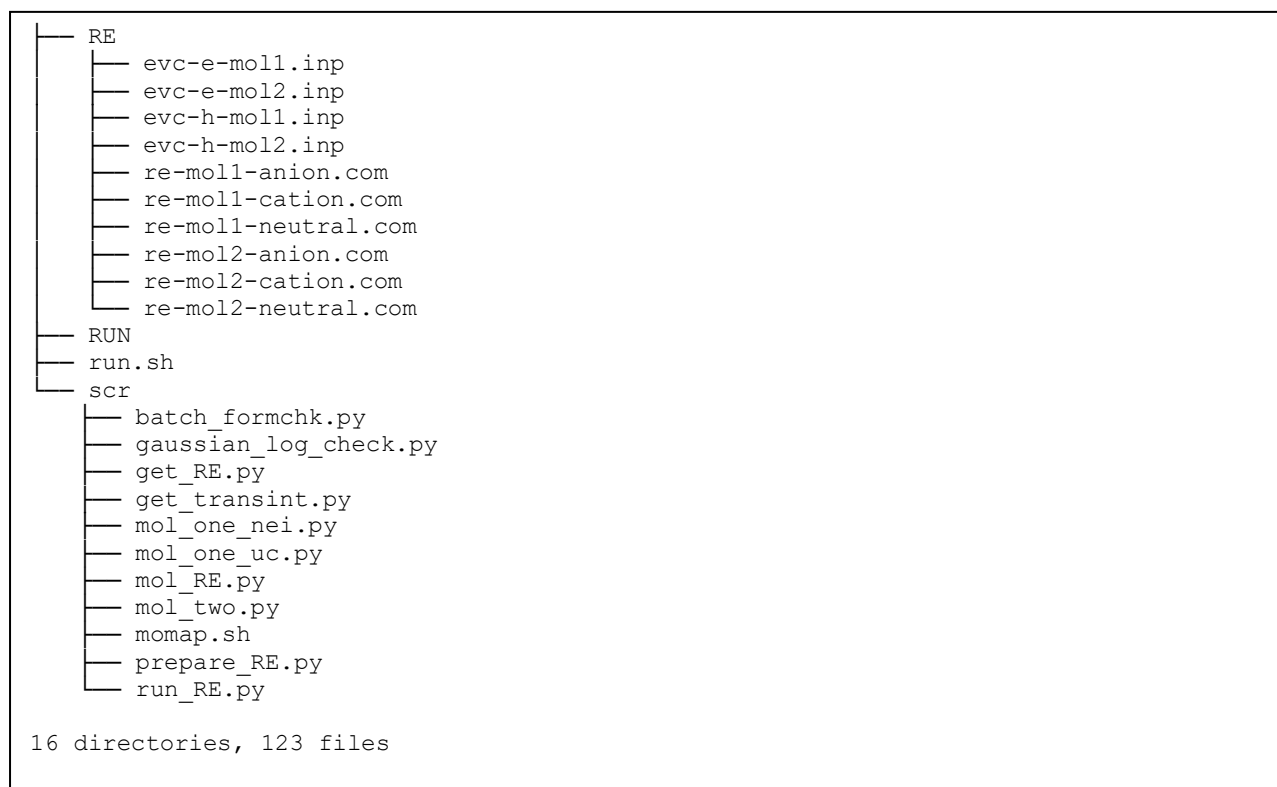 ├── RE
│   ├── evc-e-mol1.inp
│   ├── evc-e-mol2.inp
│   ├── evc-h-mol1.inp
│   ├── evc-h-mol2.inp
│   ├── re-mol1-anion.com
│   ├── re-mol1-cation.com
│   ├── re-mol1-neutral.com
│   ├── re-mol2-anion.com
│   ├── re-mol2-cation.com
│   └── re-mol2-neutral.com
├── RUN
├── run.sh
└── scr
    ├── batch_formchk.py
    ├── gaussian_log_check.py
    ├── get_RE.py
    ├── get_transint.py
    ├── mol_one_nei.py
    ├── mol_one_uc.py
    ├── mol_RE.py
    ├── mol_two.py
    ├── momap.sh
    ├── prepare_RE.py
    └── run_RE.py
16 directories, 123 files